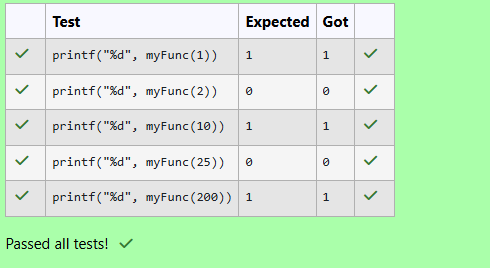 Test Expected Got
printf("%d", myFunc(1)) 1 1
printf("%d", myFunc(2)) 0 0
printf("%d", myFunc(10)) 1 1
printf("%d", myFunc(25)) 0 0
printf("%d", myFunc(200)) 1 1
Passed all tests!